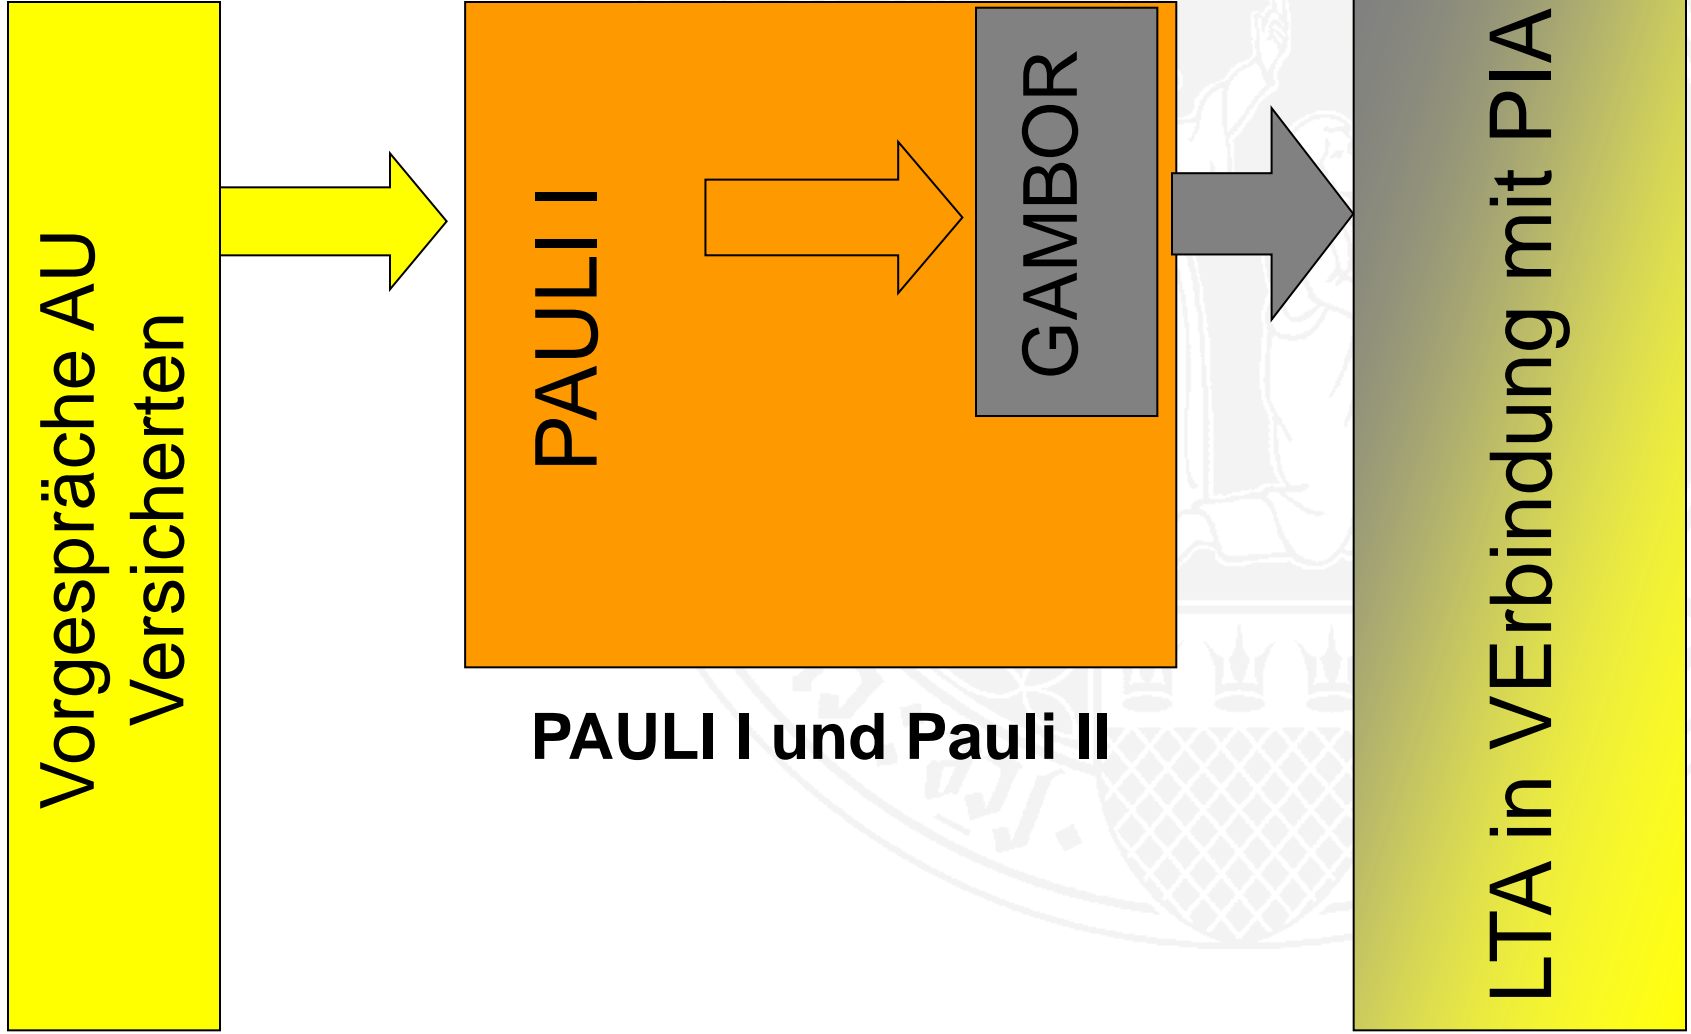 Vorgespräche AU
Versicherten
PAULI I
GAMBOR
LTA in VErbindung mit PIA
PAULI I und Pauli II